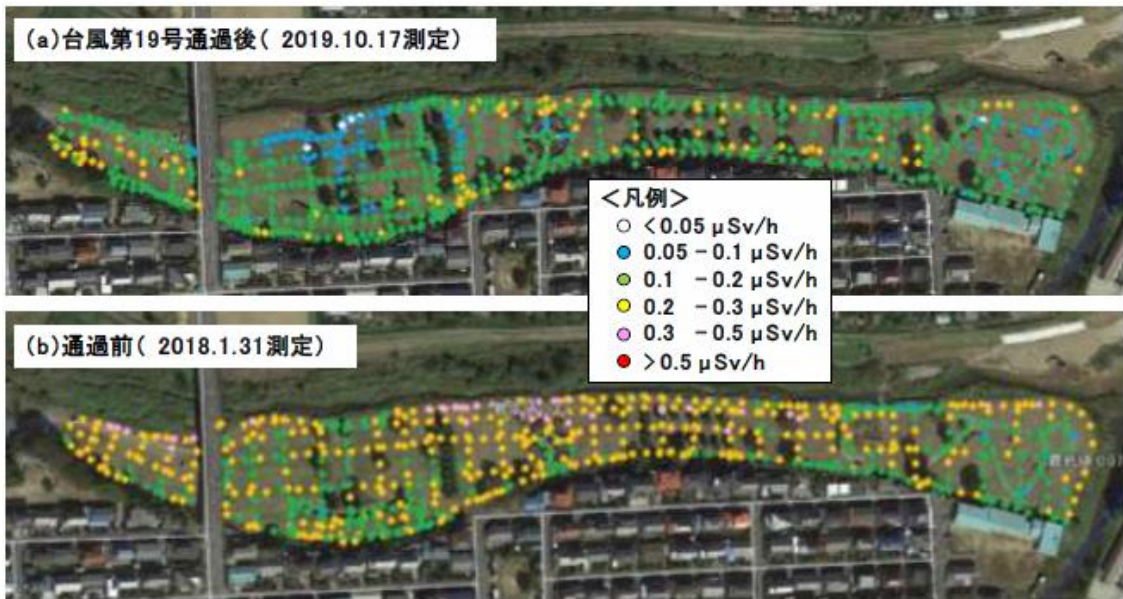 (a)台風第19号通過後( 2019.10.17測定)
<凡例>
<0.05 μSv/h
0.05 -0.1 μSv/h
0.1 -0.2 μSv/h
0.2 -0.3 μSv/h
0.3 -0.5 μSv/h
>0.5 μSv/h
(b)通過前( 2018.1.31測定)